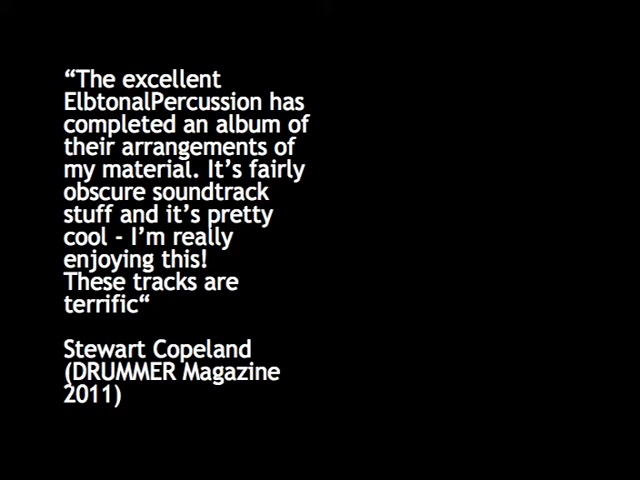 “The excellent
ElbtonalPercussion has
completed an album of
their arrangements of
my material. It’s fairly
obscure soundtrack
stuff and it’s pretty
cool - I’m really
enjoying this!
These tracks are
terrific“
Stewart Copeland
(DRUMMER Magazine
2011)